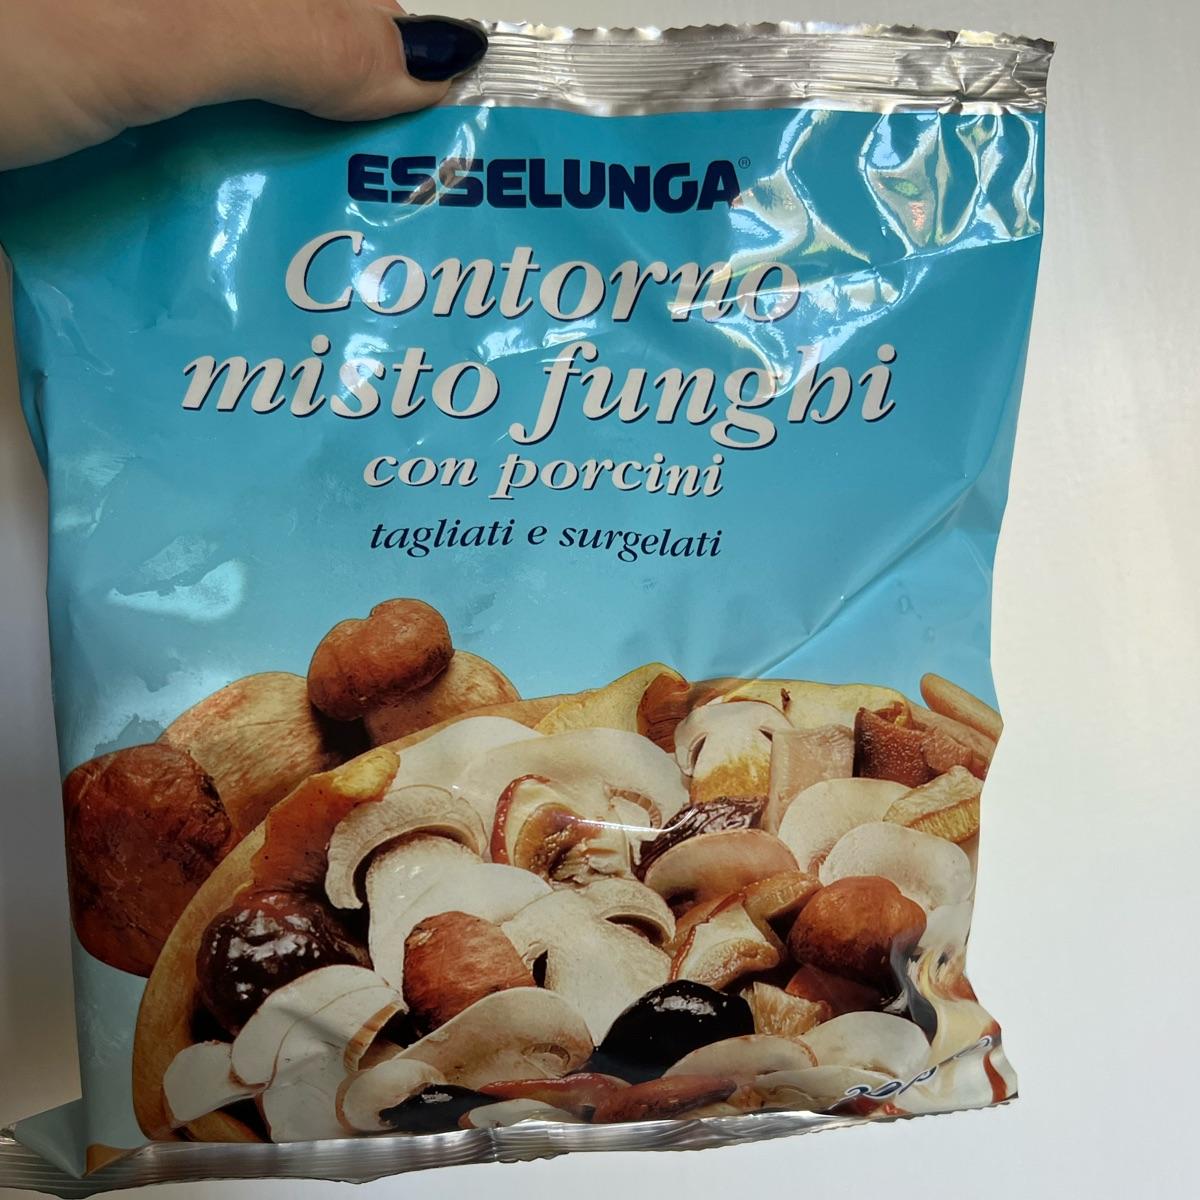 ESSELUNGA®
Contorno
misto funghi
con porcini
tagliati e surgelati